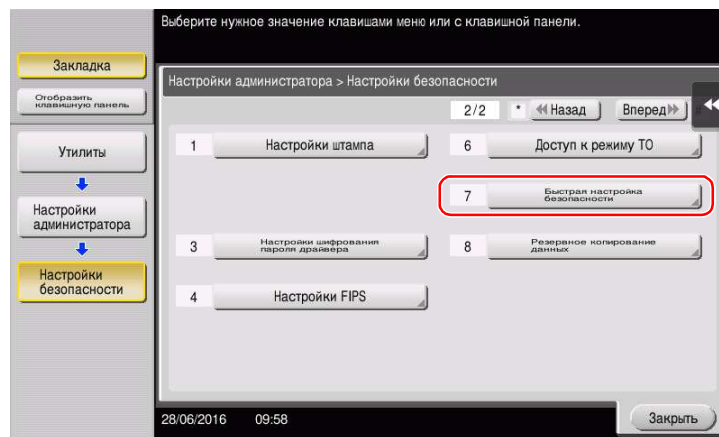 Выберите нужное значение клавишами меню или с клавишной панели.
Закладка
Отобразить
клавишную панель
Утилиты
Настройки
администратора
Настройки
безопасности
Настройки администратора > Настройки безопасности
2/2 * Назад Вперед
1 Настройки штампа
6 Доступ к режиму ТО
7 Быстрая настройка
безопасности
3 Настройки шифрования
пароля драйвера
8 Резервное копирование
данных
4 Настройки FIPS
28/06/2016 09:58
Закрыть